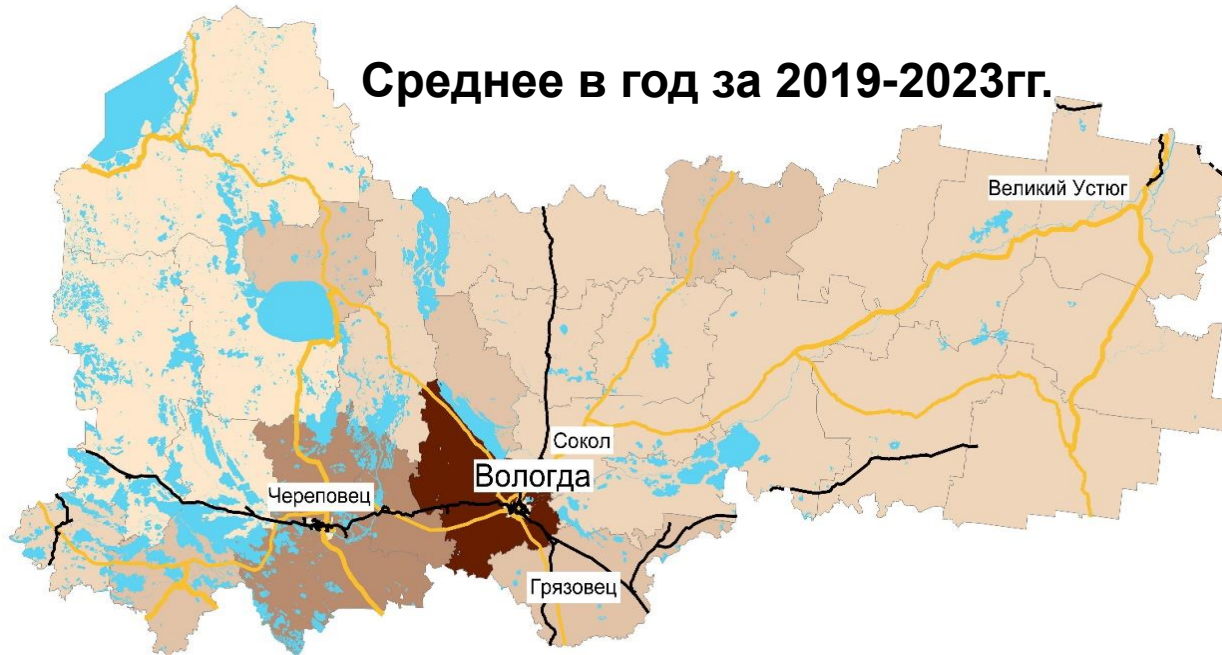 Среднее в год за 2019-2023гг.
Великий Устюг
Сокол
Вологда
Череповец
Грязовец